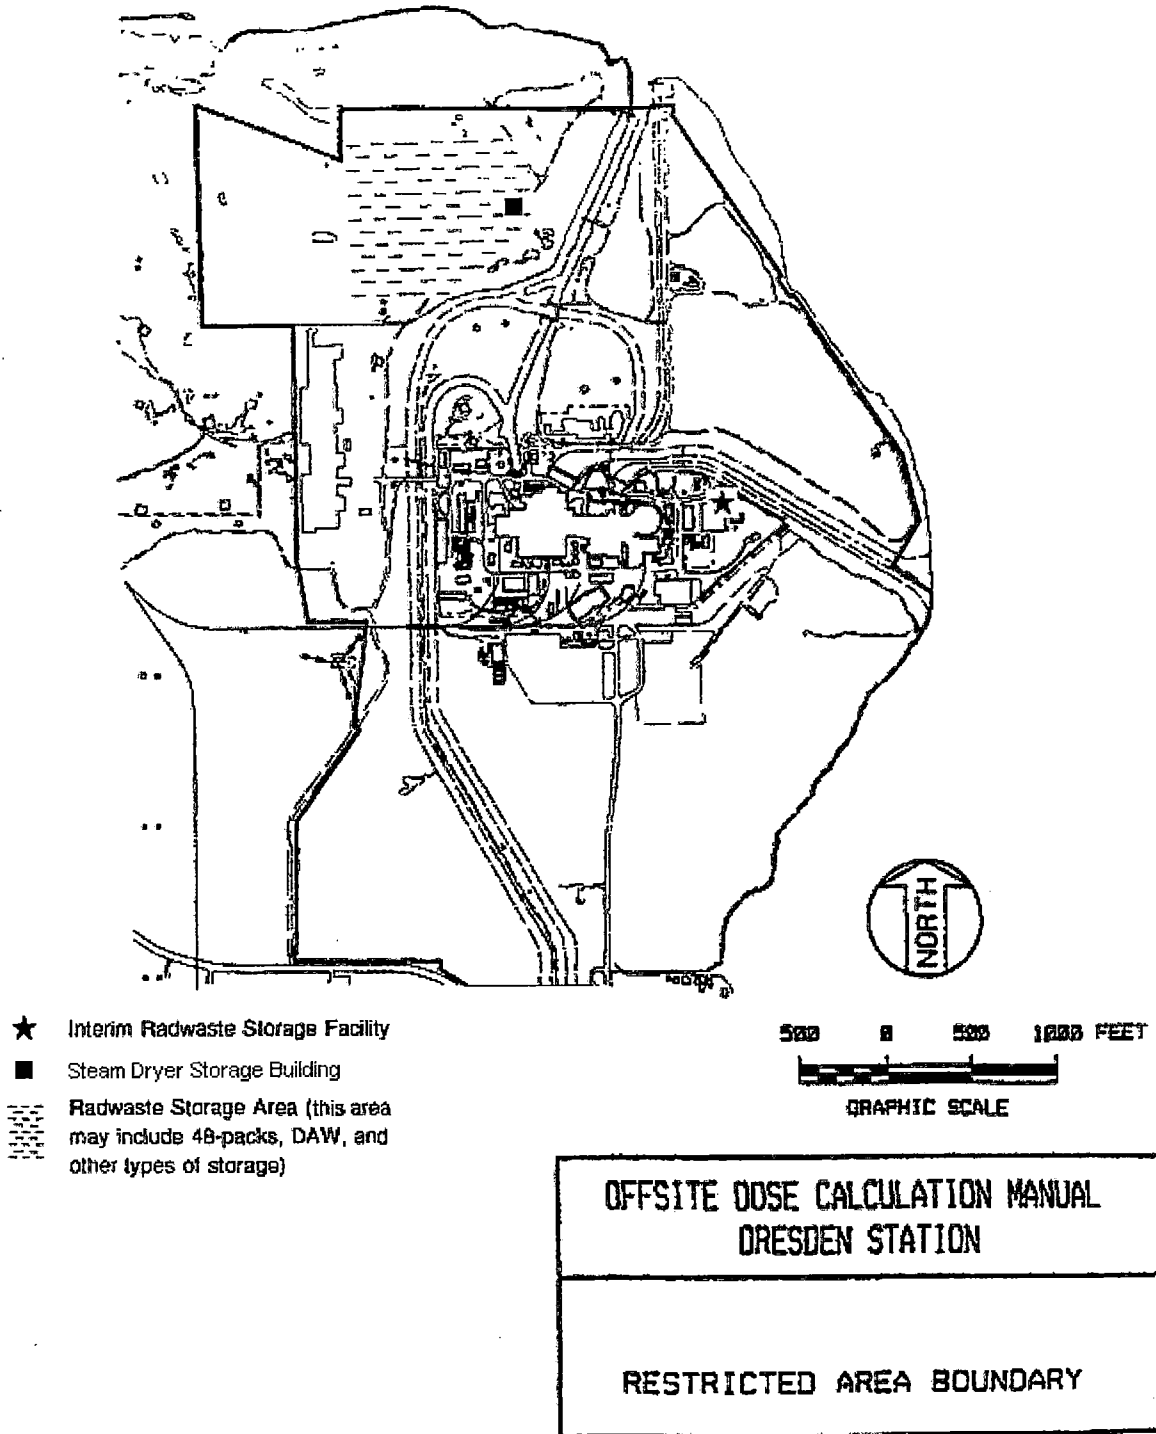 NORTH
Interim Radwaste Storage Facility
Steam Dryer Storage Building
Radwaste Storage Area (this area
may include 48-packs, DAW, and
other types of storage)
500 0 500 1000 FEET
GRAPHIC SCALE
OFFSITE DOSE CALCULATION MANUAL
DRESDEN STATION
RESTRICTED AREA BOUNDARY